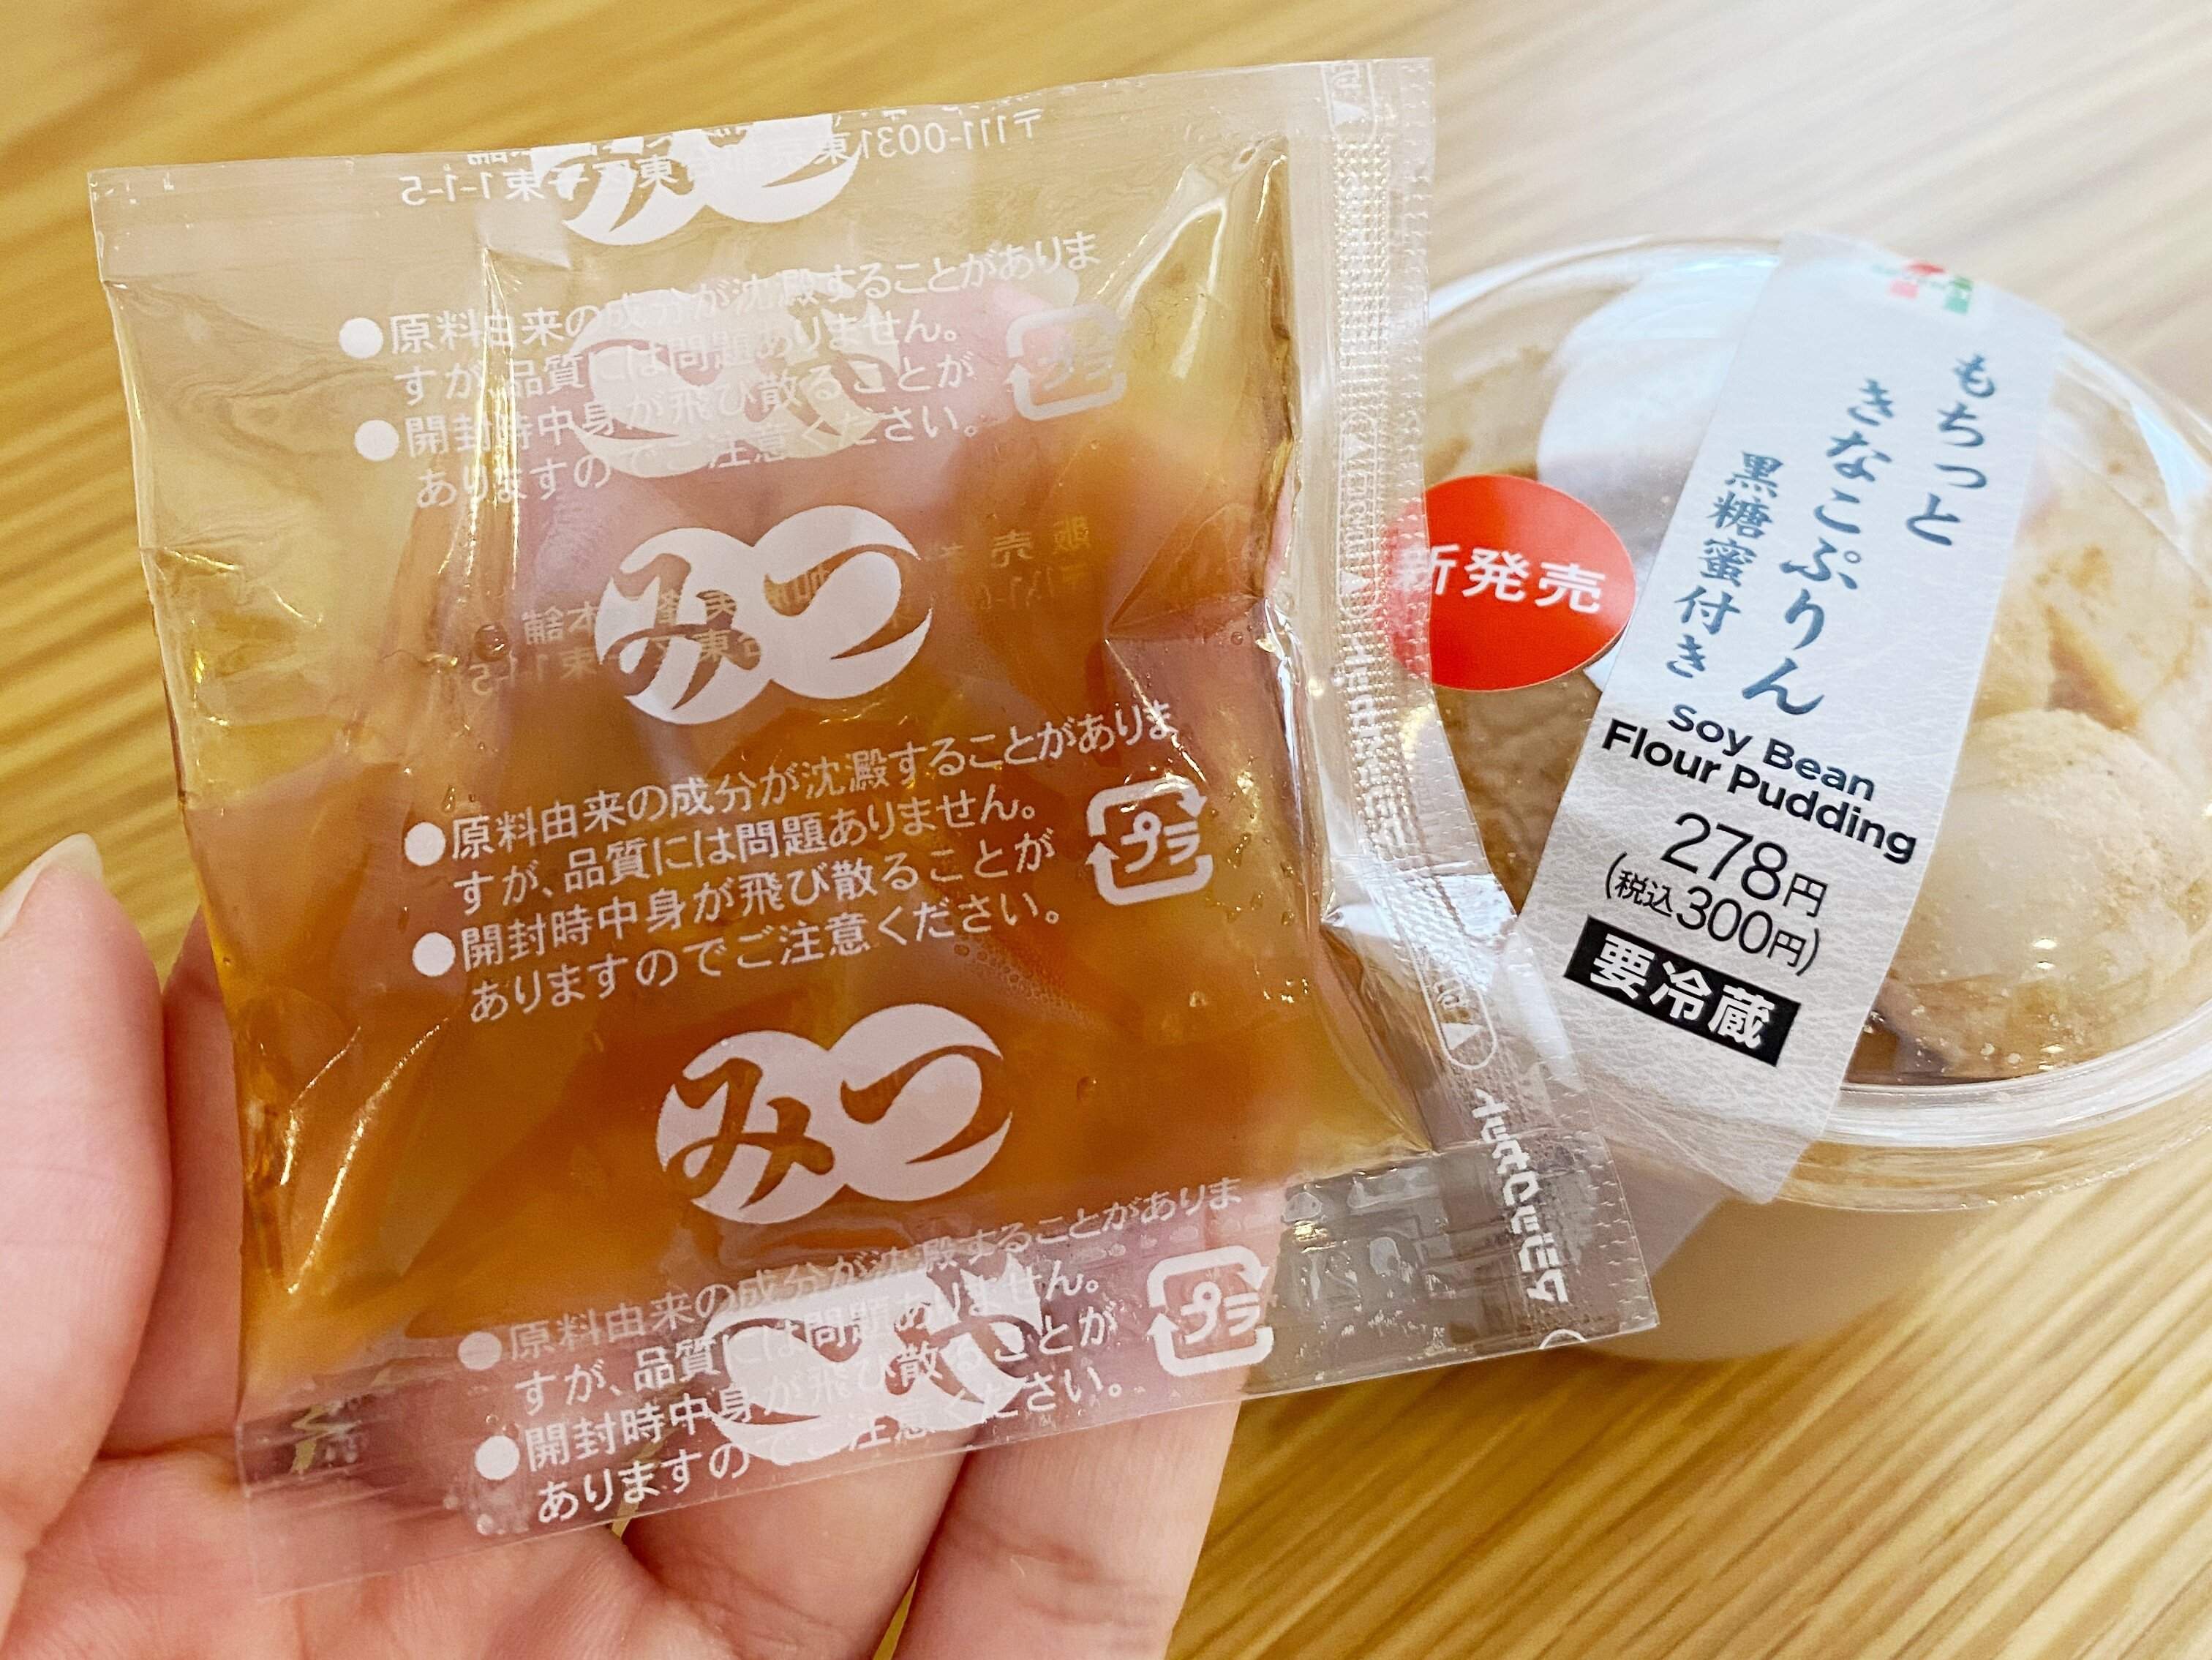 〒111-0031
東1-1-5
●原料由来の成分が沈澱することがありま
すが、品質には問題ありません。
●開封時中身が飛び散ることが
ありますのでご注意ください。
プラ
みつ
本舗
東1-1-5
●原料由来の成分が沈澱することがありま
すが、品質には問題ありません。
●開封時中身が飛び散ることが
ありますのでご注意ください。
プラ
みつ
●原料由来の成分が沈澱することがありま
すが、品質には問題ありません。
●開封時中身が飛び散ることが
ありますのでご注意ください。
プラ
新発売
もちっと
きなこぷりん
黒糖蜜付き
Soy Bean
Flour Pudding
278円
(税込300円)
要冷蔵